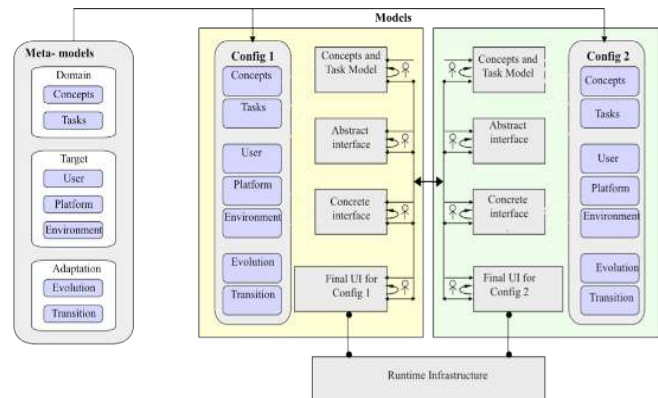 Models
Meta- models
Domain
Concepts
Tasks
Target
User
Platform
Environment
Adaptation
Evolution
Transition
Config 1
Concepts
Tasks
User
Platform
Environment
Evolution
Transition
Concepts and
Task Model
Abstract
interface
Concrete
interface
Final UI for
Config 1
Concepts and
Task Model
Abstract
interface
Concrete
interface
Final UI for
Config 2
Config 2
Concepts
Tasks
User
Platform
Environment
Evolution
Transition
Runtime Infrastructure